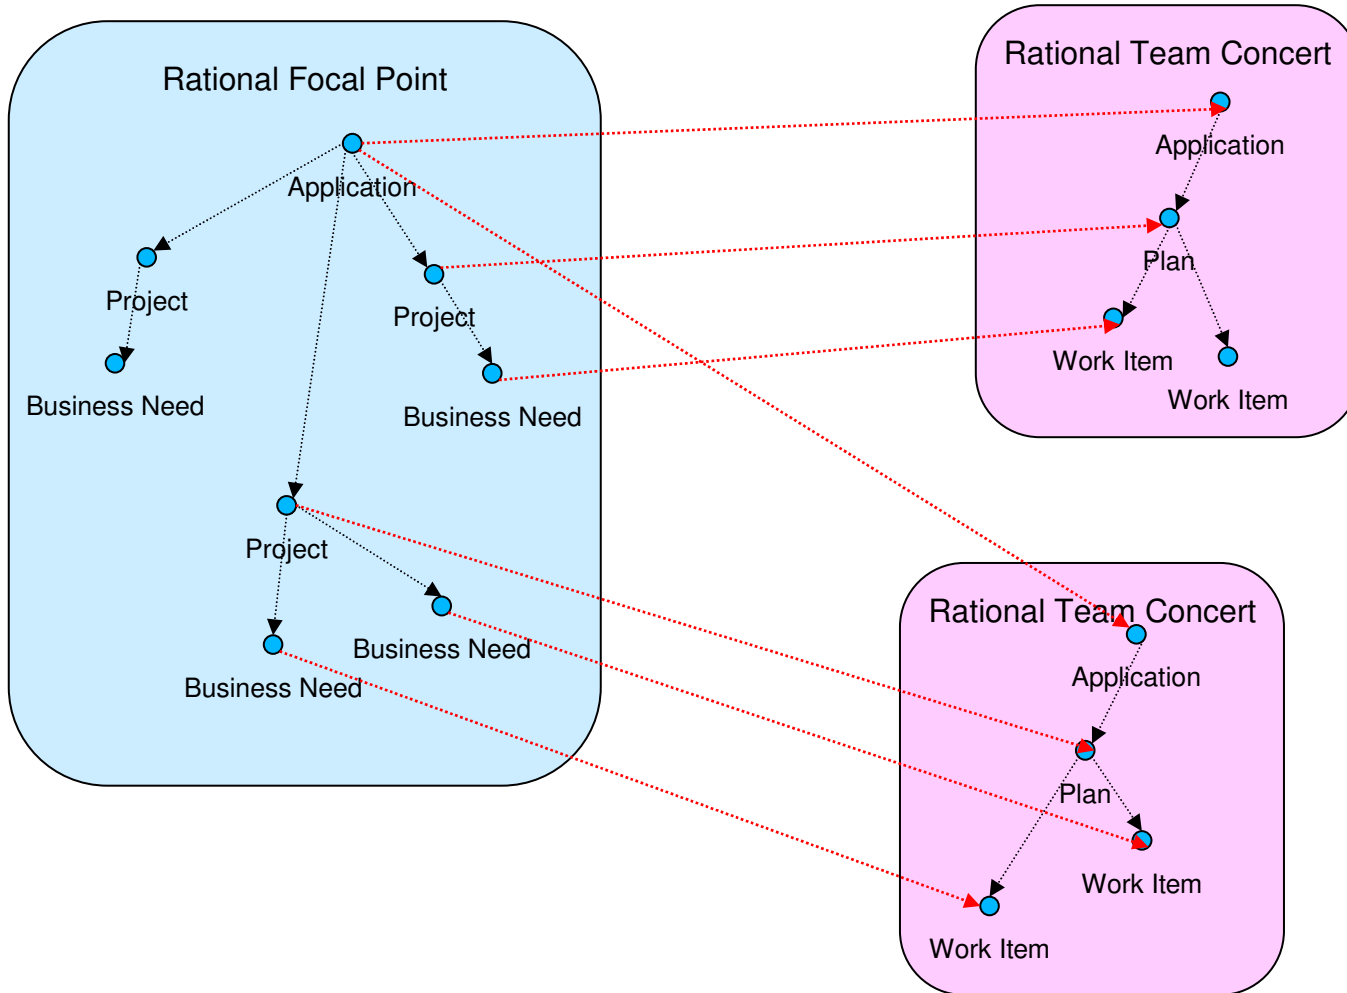 Rational Focal Point
Application
Project
Project
Business Need
Business Need
Project
Business Need
Business Need
Rational Team Concert
Application
Plan
Work Item
Work Item
Rational Team Concert
Application
Plan
Work Item
Work Item